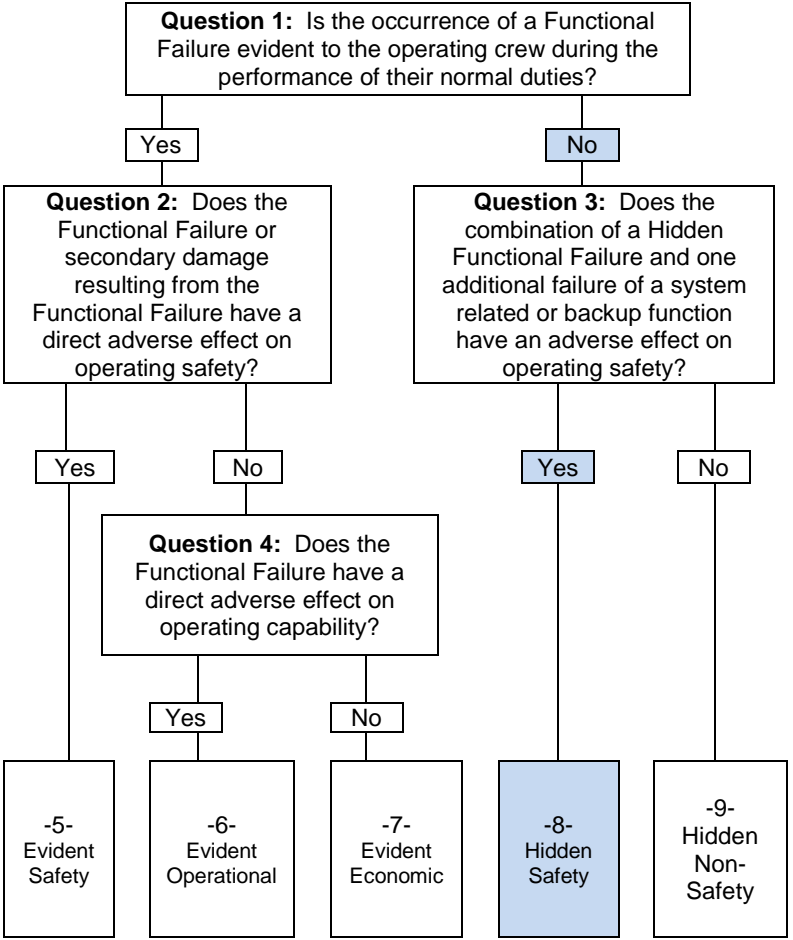 Question 1: Is the occurrence of a Functional
Failure evident to the operating crew during the
performance of their normal duties?
Yes
No
Question 2: Does the
Functional Failure or
secondary damage
resulting from the
Functional Failure have a
direct adverse effect on
operating safety?
Question 3: Does the
combination of a Hidden
Functional Failure and one
additional failure of a system
related or backup function
have an adverse effect on
operating safety?
Yes
No
Yes
No
Question 4: Does the
Functional Failure have a
direct adverse effect on
operating capability?
Yes
No
-5-
Evident
Safety
-6-
Evident
Operational
-7-
Evident
Economic
-8-
Hidden
Safety
-9-
Hidden
Non-
Safety